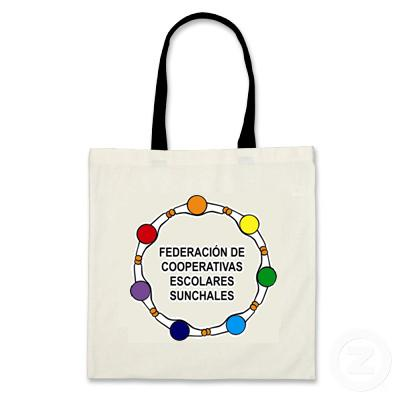 FEDERACIÓN DE
COOPERATIVAS
ESCOLARES
SUNCHALES
Z